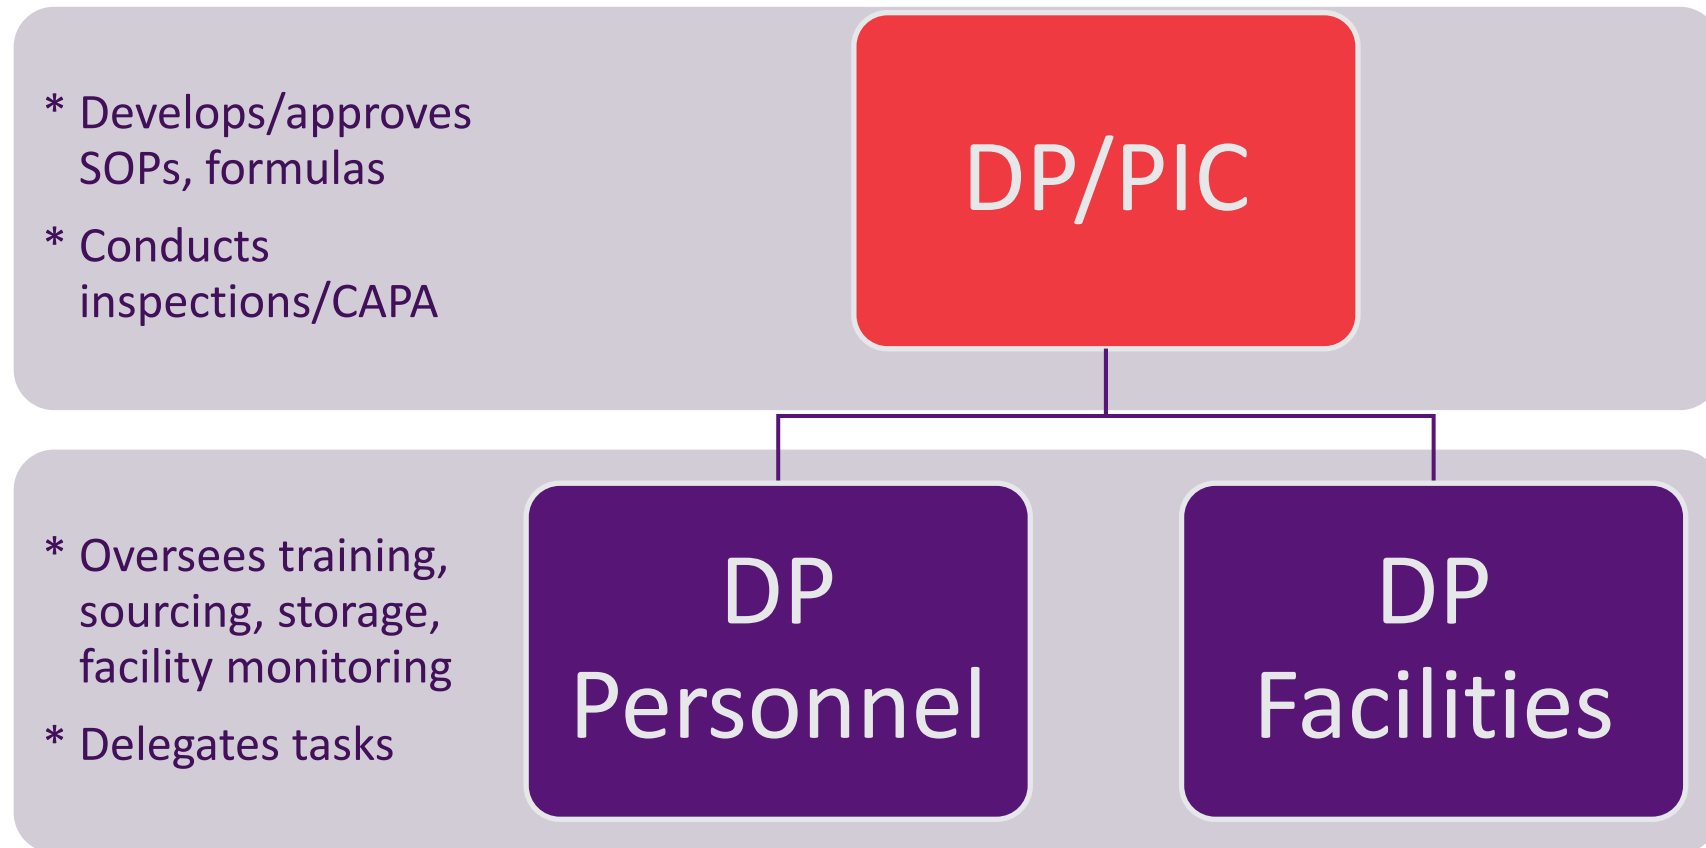 * Develops/approves
SOPs, formulas
* Conducts
inspections/CAPA
DP/PIC
* Oversees training,
sourcing, storage,
facility monitoring
* Delegates tasks
DP
Personnel
DP
Facilities